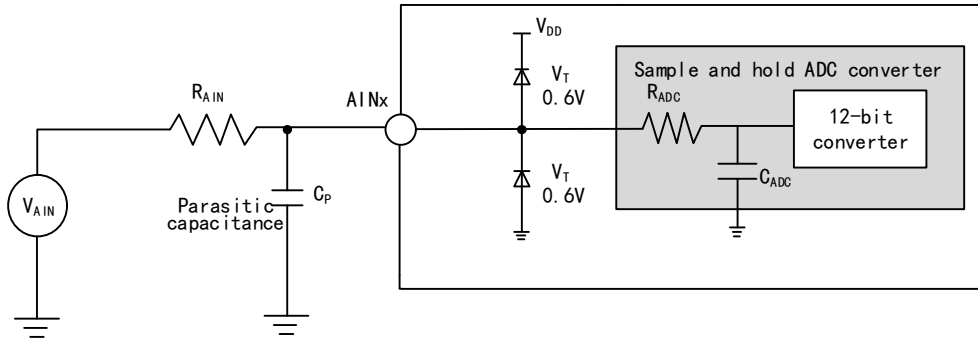 V_DD
Sample and hold ADC converter
V_T
0.6V
R_ADC
R_AIN
AINx
12-bit
converter
V_T
0.6V
C_ADC
C_P
V_AIN
Parasitic
capacitance